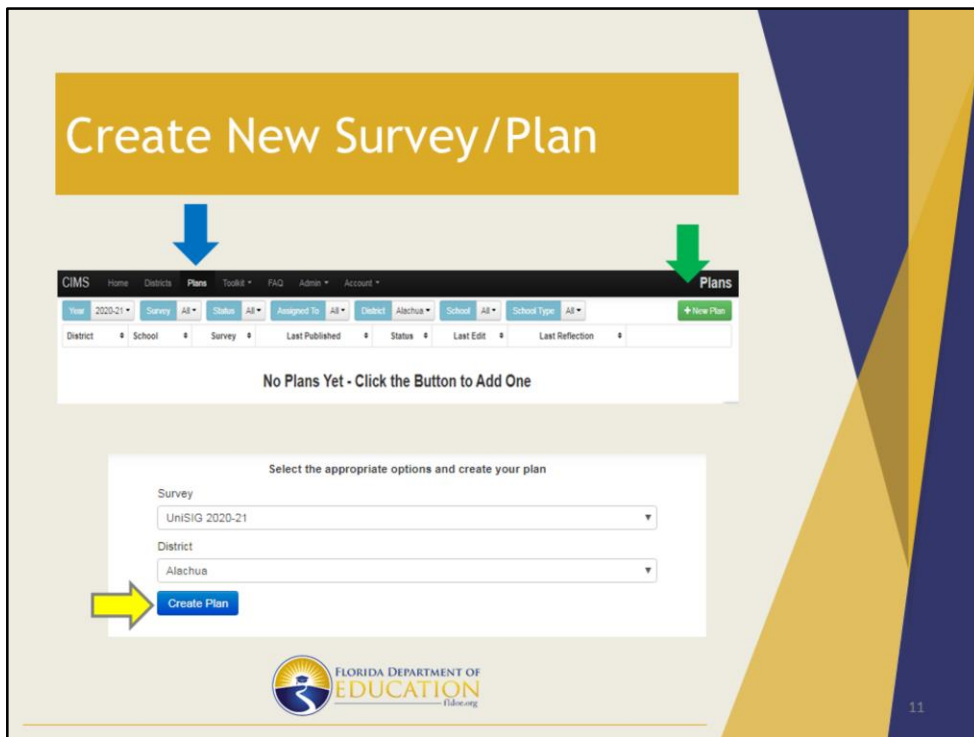 Create New Survey/Plan
CIMS Home Districts Plans Toolkit FAQ Admin Account Plans
Year 2020-21 Survey All Status All Assigned To All District Alachua School All School Type All + New Plan
District School Survey Last Published Status Last Edit Last Reflection
No Plans Yet - Click the Button to Add One
Select the appropriate options and create your plan
Survey
UniSIG 2020-21
District
Alachua
Create Plan
FLORIDA DEPARTMENT OF
EDUCATION
fldoe.org
11